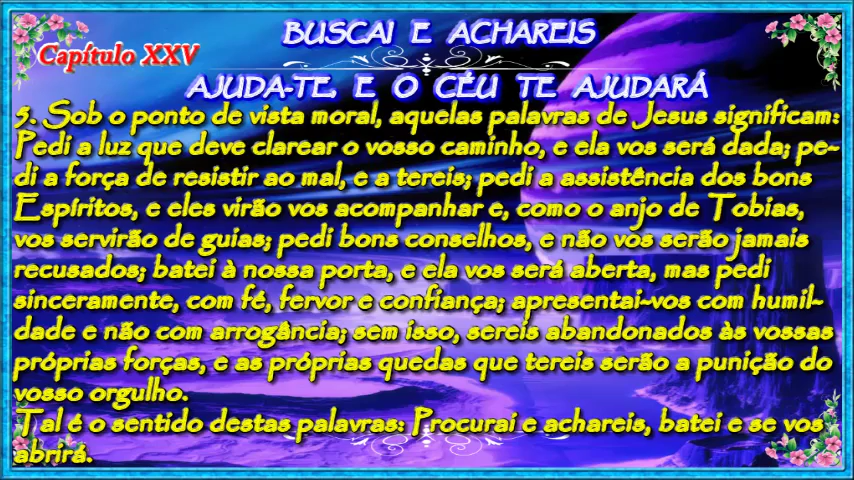 BUSCAI E ACHAREIS
Capítulo XXV
AJUDA-TE, E O CÉU TE AJUDARÁ
5. Sob o ponto de vista moral, aquelas palavras de Jesus significam:
Pedi a luz que deve clarear o vosso caminho, e ela vos será dada; pe-
di a força de resistir ao mal, e a tereis; pedi a assistência dos bons
Espíritos, e eles virão vos acompanhar e, como o anjo de Tobias,
vos servirão de guias; pedi bons conselhos, e não vos serão jamais
recusados; batei à nossa porta, e ela vos será aberta, mas pedi
sinceramente, com fé, fervor e confiança; apresentai-vos com humil-
dade e não com arrogância; sem isso, sereis abandonados às vossas
próprias forças, e as próprias quedas que tereis serão a punição do
vosso orgulho.
Tal é o sentido destas palavras: Procurai e achareis, batei e se vos
abrirá.